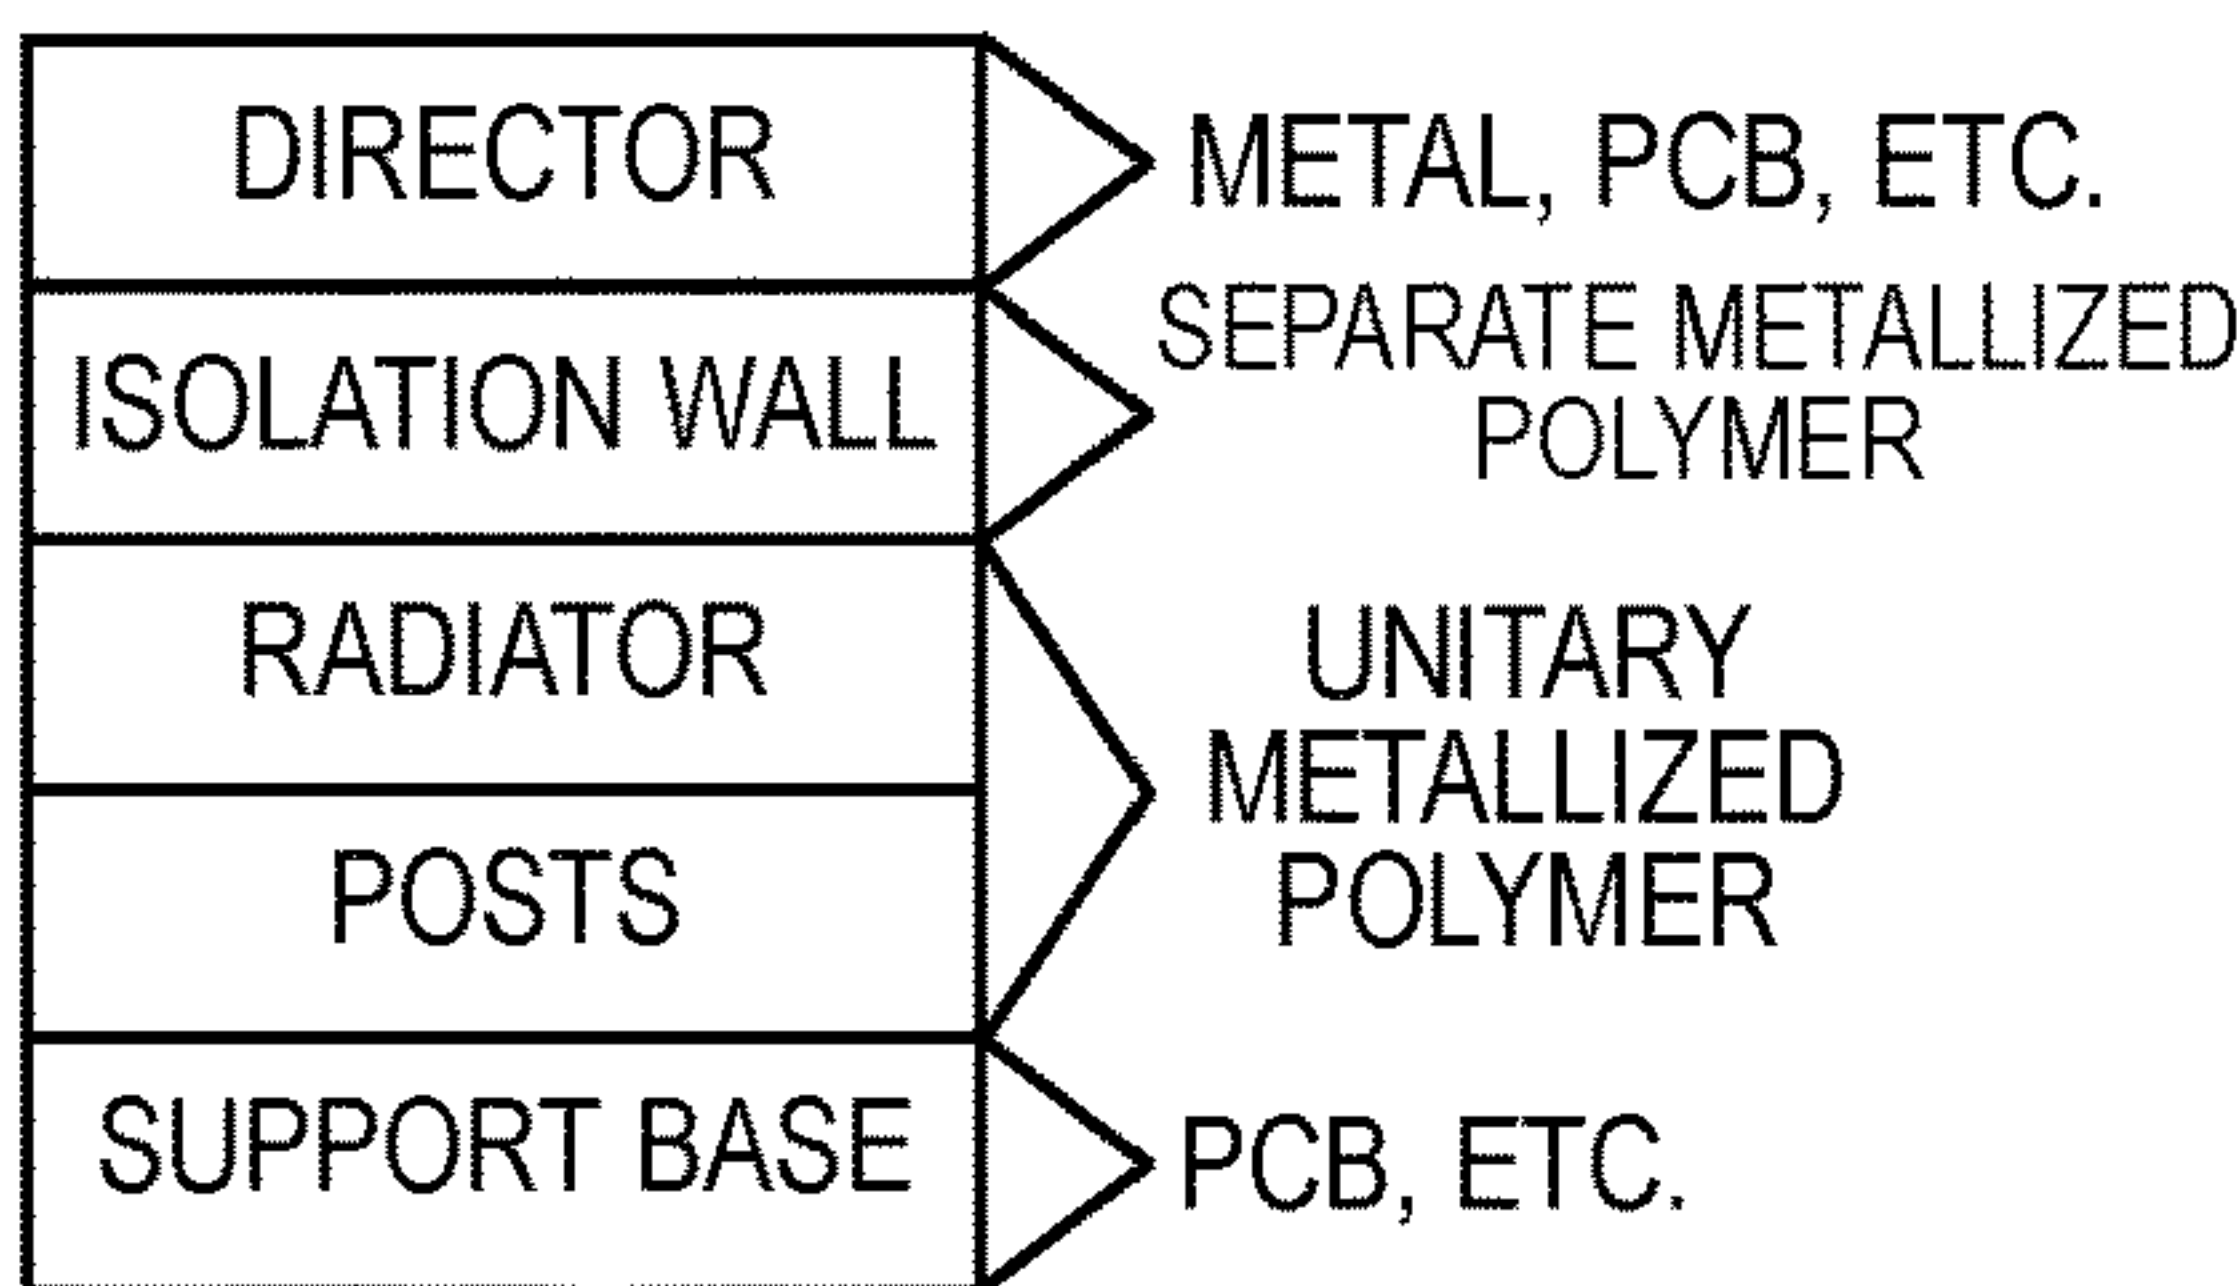 DIRECTOR
METAL, PCB, ETC.
ISOLATION WALL
SEPARATE METALLIZED
POLYMER
RADIATOR
POSTS
UNITARY
METALLIZED
POLYMER
SUPPORT BASE
PCB, ETC.